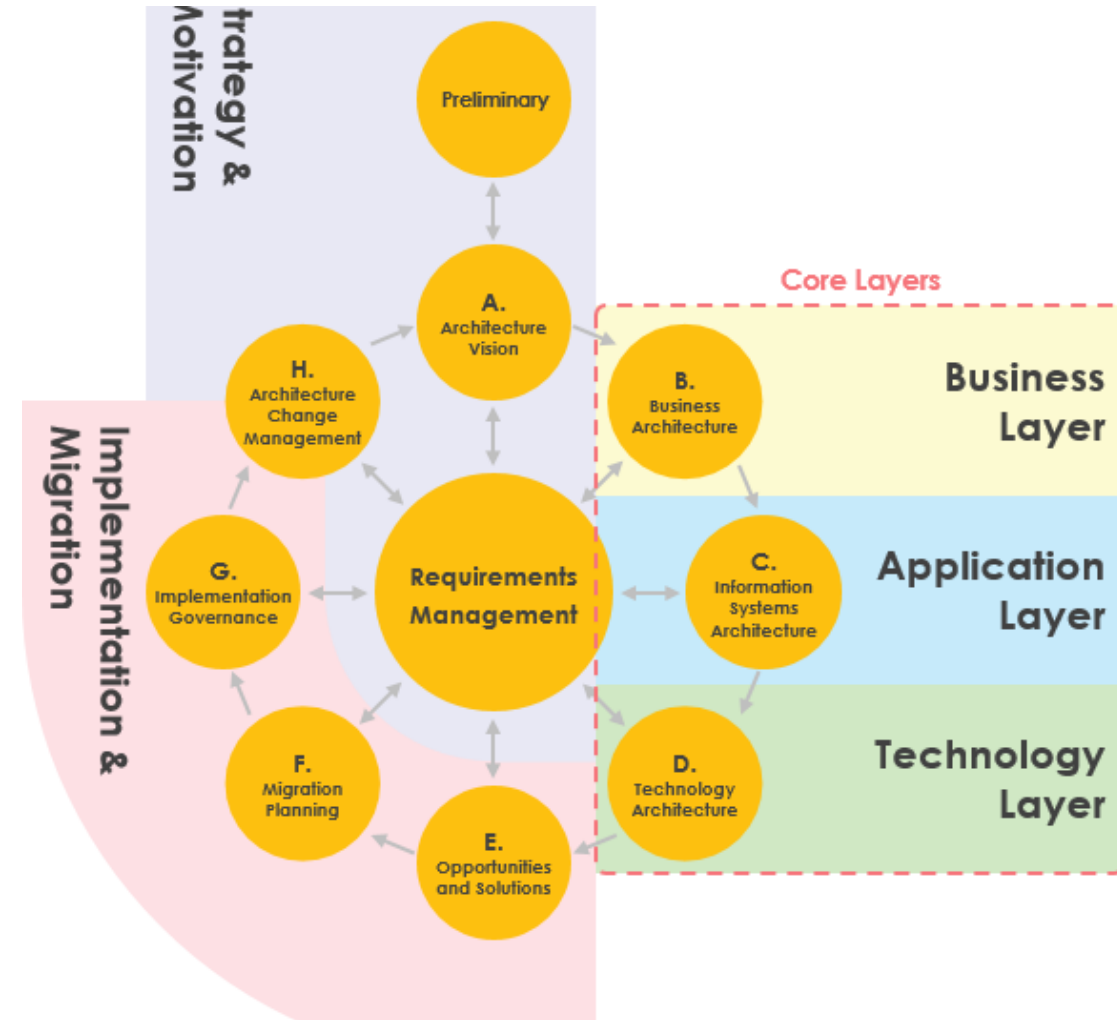 trategy &
Motivation
Preliminary
A.
Architecture
Vision
Core Layers
H.
Architecture
Change
Management
B.
Business
Architecture
Business
Layer
Implementation &
Migration
G.
Implementation
Governance
Requirements
Management
C.
Information
Systems
Architecture
Application
Layer
F.
Migration
Planning
D.
Technology
Architecture
Technology
Layer
E.
Opportunities
and Solutions